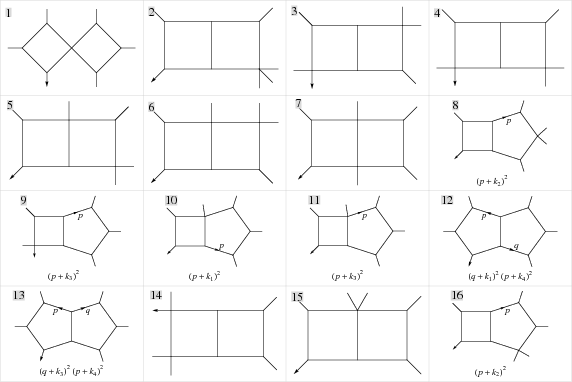 1 2 3 4
5 6 7 8
p
(p + k₂)²
9 10 11 12
p p p p q
(p + k₅)² (p + k₁)² (p + k₃)² (q + k₁)² (p + k₄)²
13 14 15 16
p q p
(q + k₃)² (p + k₄)² (p + k₂)²